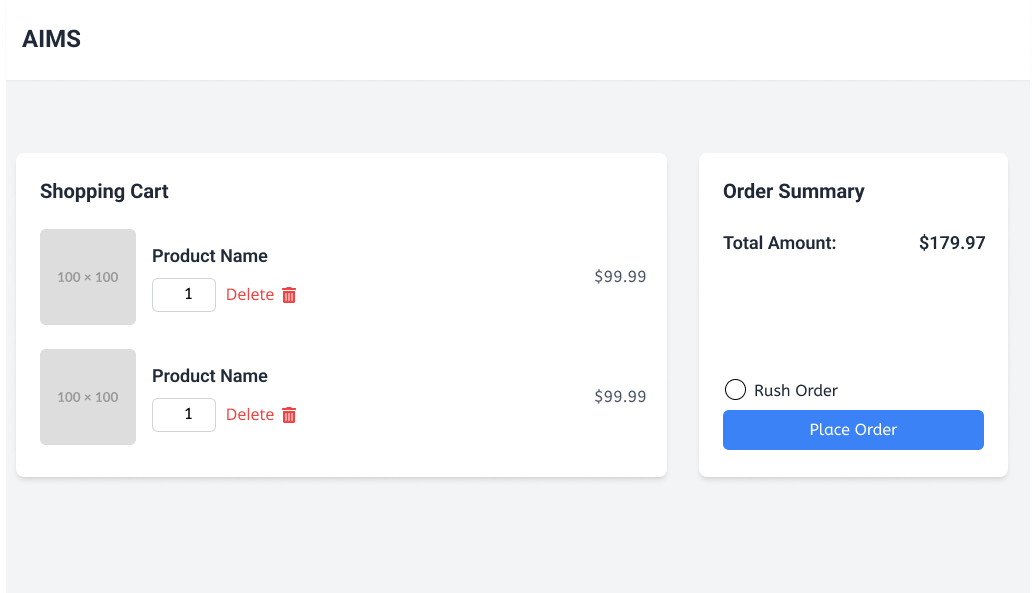 AIMS
Shopping Cart
100 × 100
Product Name
1
Delete
$99.99
100 × 100
Product Name
1
Delete
$99.99
Order Summary
Total Amount: $179.97
Rush Order
Place Order